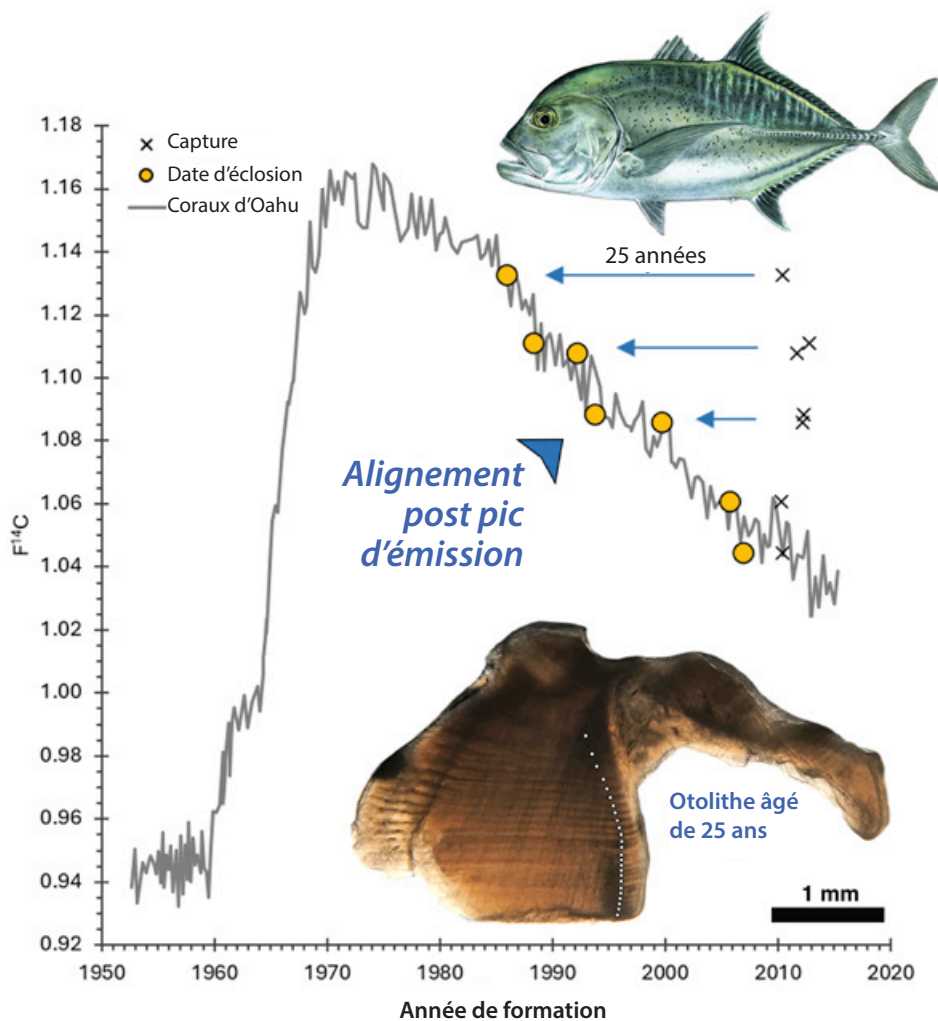 1.18
1.16
1.14
1.12
1.10
1.08
1.06
1.04
1.02
1.00
0.98
0.96
0.94
0.92
F¹⁴C
Capture
Date d'éclosion
Coraux d'Oahu
25 années
Alignement
post pic
d'émission
Otolithe âgé
de 25 ans
1 mm
1950 1960 1970 1980 1990 2000 2010 2020
Année de formation